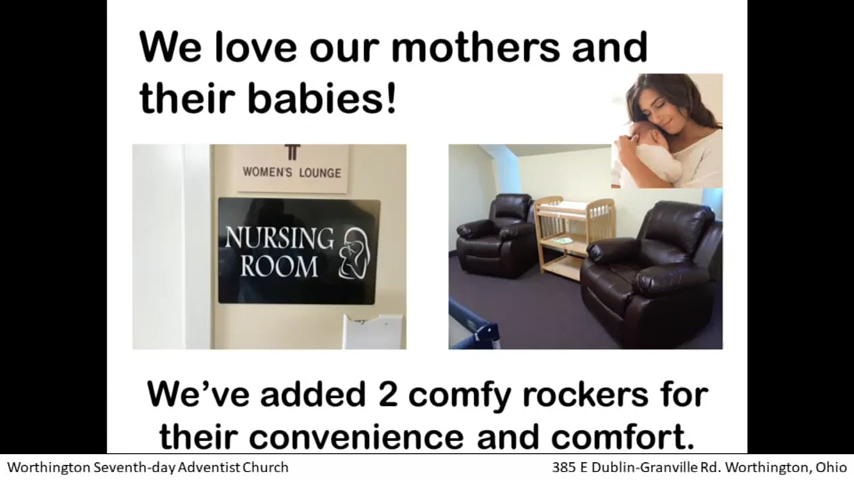 We love our mothers and
their babies!
WOMEN'S LOUNGE
NURSING
ROOM
We've added 2 comfy rockers for
their convenience and comfort.
Worthington Seventh-day Adventist Church
385 E Dublin-Granville Rd. Worthington, Ohio